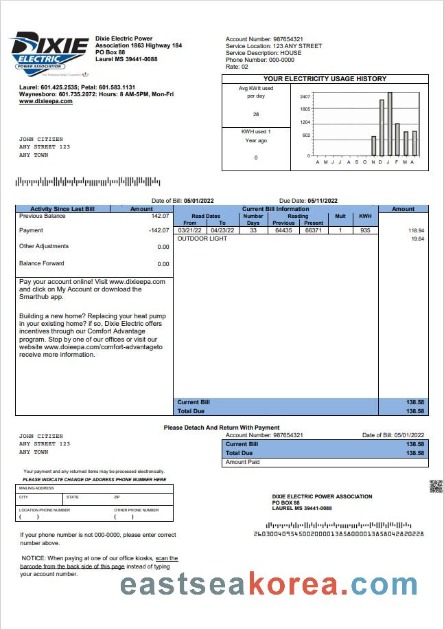 DIXIE
ELECTRIC
POWER ASSOCIATION
Dixie Electric Power
Association 1863 Highway 184
PO Box 88
Laurel MS 39441-0088
Laurel: 601.425.2535; Petal: 601.583.1131
Waynesboro: 601.735.2072: Hours: 8 AM-5PM, Mon-Fri
www.dixieepa.com
Account Number: 987654321
Service Location: 123 ANY STREET
Service Description: HOUSE
Phone Number: 000-0000
Rate: 02
YOUR ELECTRICITY USAGE HISTORY
Avg KWH used
per day
28
KWH used 1
Year ago
0
2407
1805
1204
602
0
A M J J A S O N D J F M A
JOHN CITIZEN
ANY STREET 123
ANY TOWN
Date of Bill: 05/01/2022
Due Date: 05/11/2022
Activity Since Last Bill Amount
Previous Balance 142.07
Payment -142.07
Other Adjustments 0.00
Balance Forward 0.00
Current Bill Information Amount
Read Dates Number Reading Mult KWH
From To Days Previous Present
03/21/22 04/23/22 33 64435 66371 1 935 118.94
OUTDOOR LIGHT 19.64
Pay your account online! Visit www.dixieepa.com
and click on My Account or download the
Smarthub app.
Building a new home? Replacing your heat pump
in your existing home? if so, Dixie Electric offers
incentives through our Comfort Advantage
program. Stop by one of our offices or visit our
website www.doieepa.com/comfort-advantageto
receive more information.
Current Bill 138.58
Total Due 138.58
Please Detach And Return With Payment
JOHN CITIZEN
ANY STREET 123
ANY TOWN
Account Number: 987654321 Date of Bill: 05/01/2022
Current Bill 138.58
Total Due 138.58
Amount Paid
Your payment and any returned items may be processed electronically.
PLEASE INDICATE CHANGE OF ADDRESS PHONE NUMBER HERE
MAILING ADDRESS
CITY STATE ZIP
LOCATION PHONE NUMBER OTHER PHONE NUMBER
( ) ( )
DIXIE ELECTRIC POWER ASSOCIATION
PO BOX 88
LAUREL MS 39441-0088
If your phone number is not 000-0000, please enter correct
number above.
NOTICE: When paying at one of our office kiosks, scan the
barcode from the back side of this page instead of typing
your account number.
eastseakorea.com